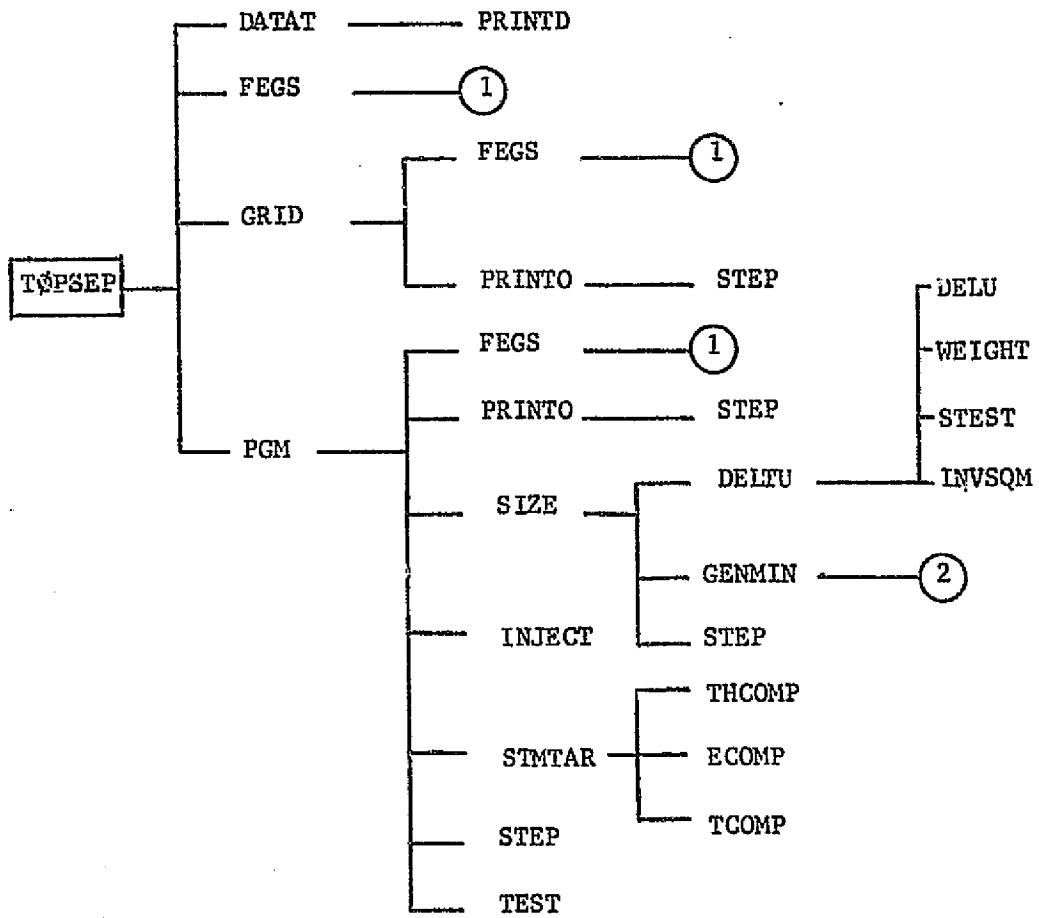 DATAT PRINTD
FEGS 1
FEGS 1
GRID
PRINTO STEP
TØPSEP
DELU
FEGS 1
WEIGHT
PRINTO STEP
STEST
PGM
DELTU
INVSQM
SIZE
GENMIN 2
INJECT
STEP
THCOMP
STMTAR
ECOMP
TCOMP
STEP
TEST